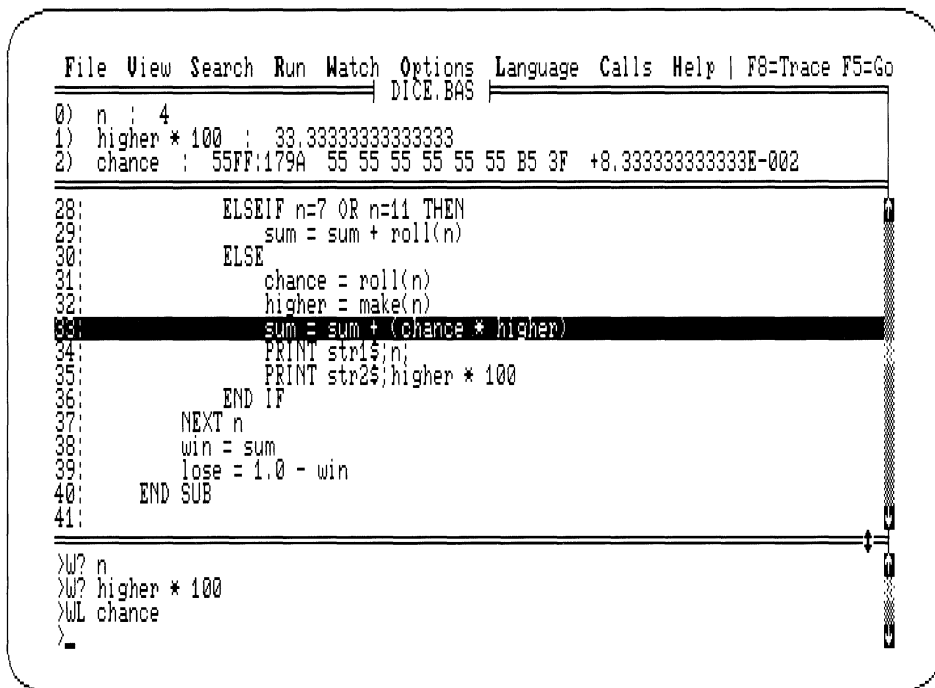 File View Search Run Watch Options Language Calls Help | F8=Trace F5=Go
DICE.BAS
0) n : 4
1) higher * 100 : 33.33333333333333
2) chance : 55FF:179A 55 55 55 55 55 55 B5 3F +8.333333333333E-002
28: ELSEIF n=7 OR n=11 THEN
29: sum = sum + roll(n)
30: ELSE
31: chance = roll(n)
32: higher = make(n)
33: sum = sum + (chance * higher)
34: PRINT str1$;n;
35: PRINT str2$;higher * 100
36: END IF
37: NEXT n
38: win = sum
39: lose = 1.0 - win
40: END SUB
41:
>W? n
>W? higher * 100
>WL chance
>_